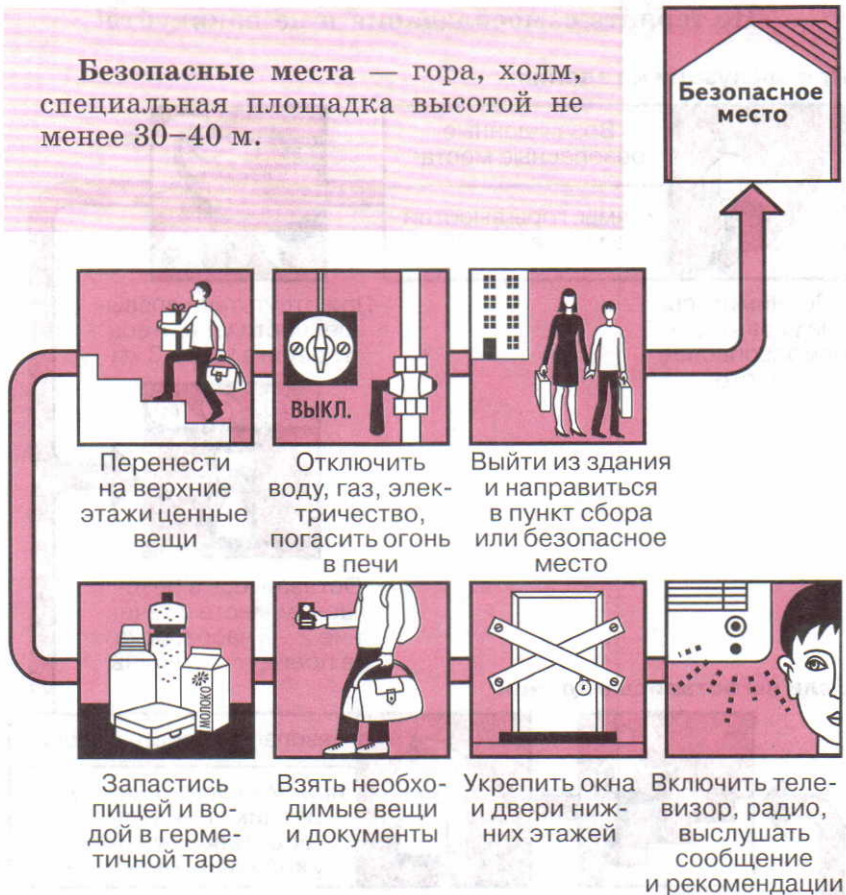 Безопасные места — гора, холм,
специальная площадка высотой не
менее 30–40 м.
Безопасное
место
ВЫКЛ.
Перенести
на верхние
этажи ценные
вещи
Отключить
воду, газ, элек-
тричество,
погасить огонь
в печи
Выйти из здания
и направиться
в пункт сбора
или безопасное
место
МОЛОКО
Запастись
пищей и во-
дой в герме-
тичной таре
Взять необхо-
димые вещи
и документы
Укрепить окна
и двери ниж-
них этажей
Включить теле-
визор, радио,
выслушать
сообщение
и рекомендации